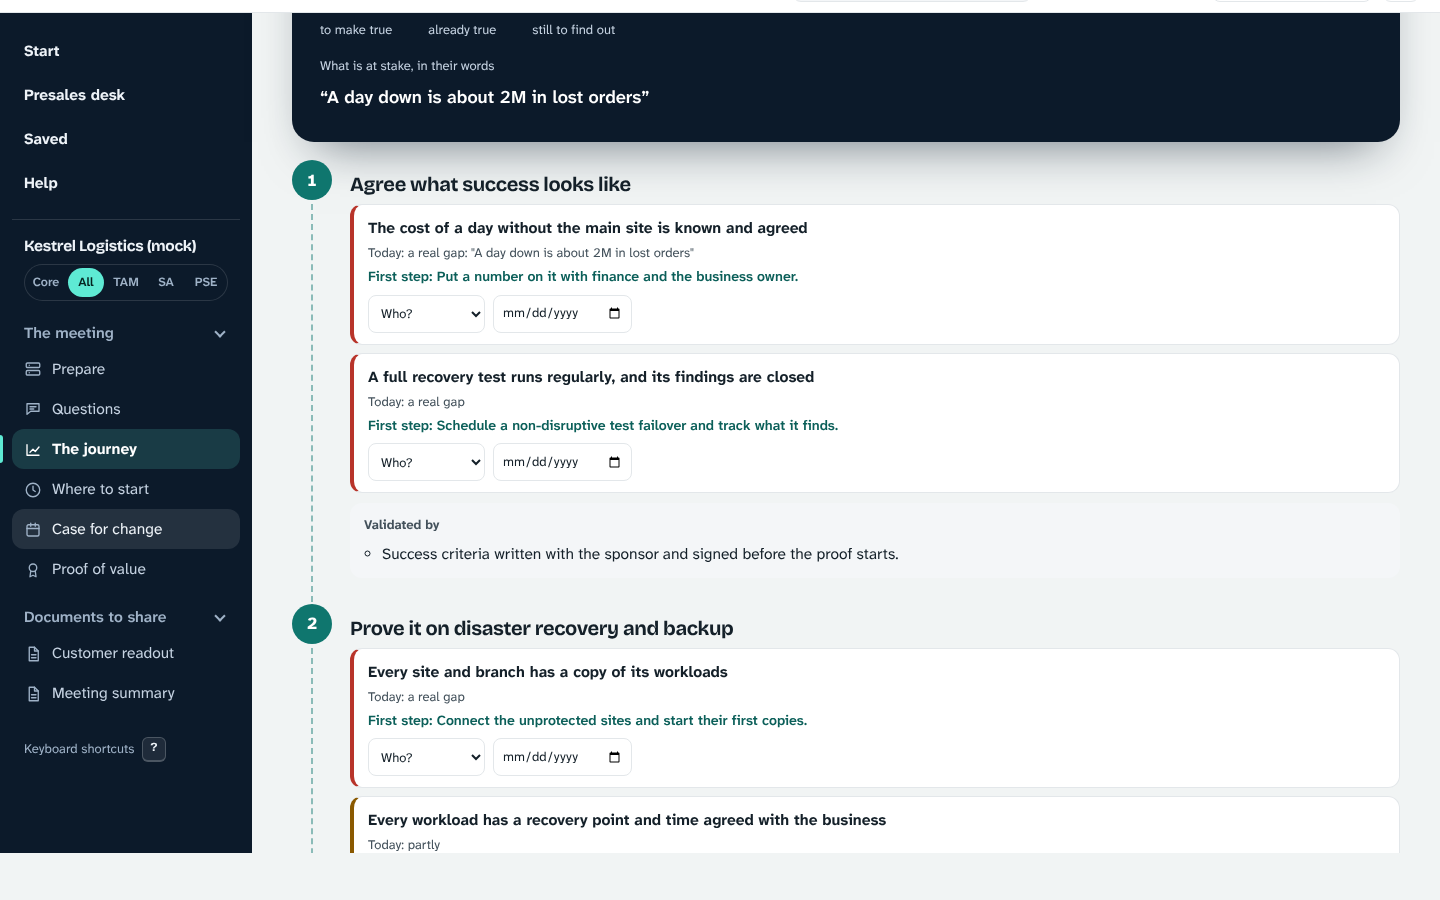 Start
Presales desk
Saved
Help
Kestrel Logistics (mock)
Core All TAM SA PSE
The meeting
Prepare
Questions
The journey
Where to start
Case for change
Proof of value
Documents to share
Customer readout
Meeting summary
Keyboard shortcuts ?
to make true already true still to find out
What is at stake, in their words
“A day down is about 2M in lost orders”
1 Agree what success looks like
The cost of a day without the main site is known and agreed
Today: a real gap: "A day down is about 2M in lost orders"
First step: Put a number on it with finance and the business owner.
Who? mm/dd/yyyy
A full recovery test runs regularly, and its findings are closed
Today: a real gap
First step: Schedule a non-disruptive test failover and track what it finds.
Who? mm/dd/yyyy
Validated by
Success criteria written with the sponsor and signed before the proof starts.
2 Prove it on disaster recovery and backup
Every site and branch has a copy of its workloads
Today: a real gap
First step: Connect the unprotected sites and start their first copies.
Who? mm/dd/yyyy
Every workload has a recovery point and time agreed with the business
Today: partly